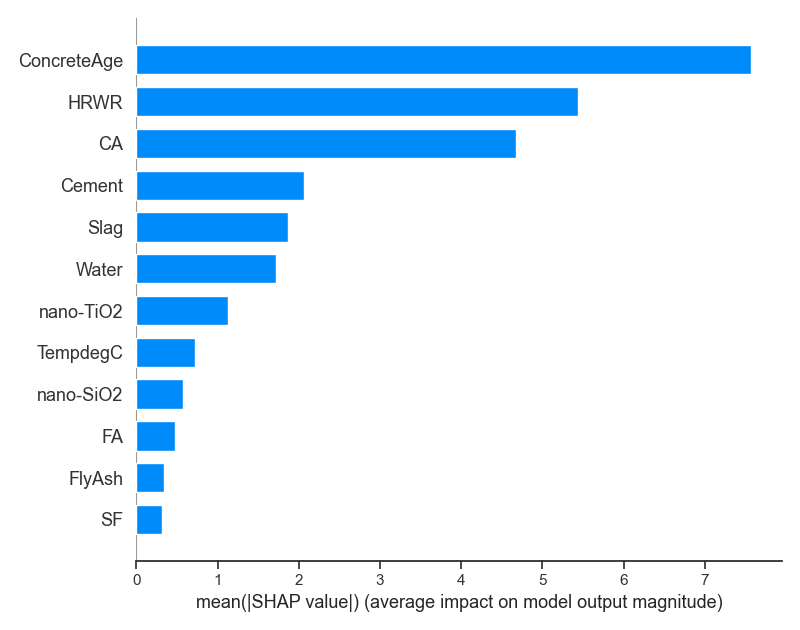 ConcreteAge
HRWR
CA
Cement
Slag
Water
nano-TiO2
TempdegC
nano-SiO2
FA
FlyAsh
SF
0 1 2 3 4 5 6 7
mean(|SHAP value|) (average impact on model output magnitude)